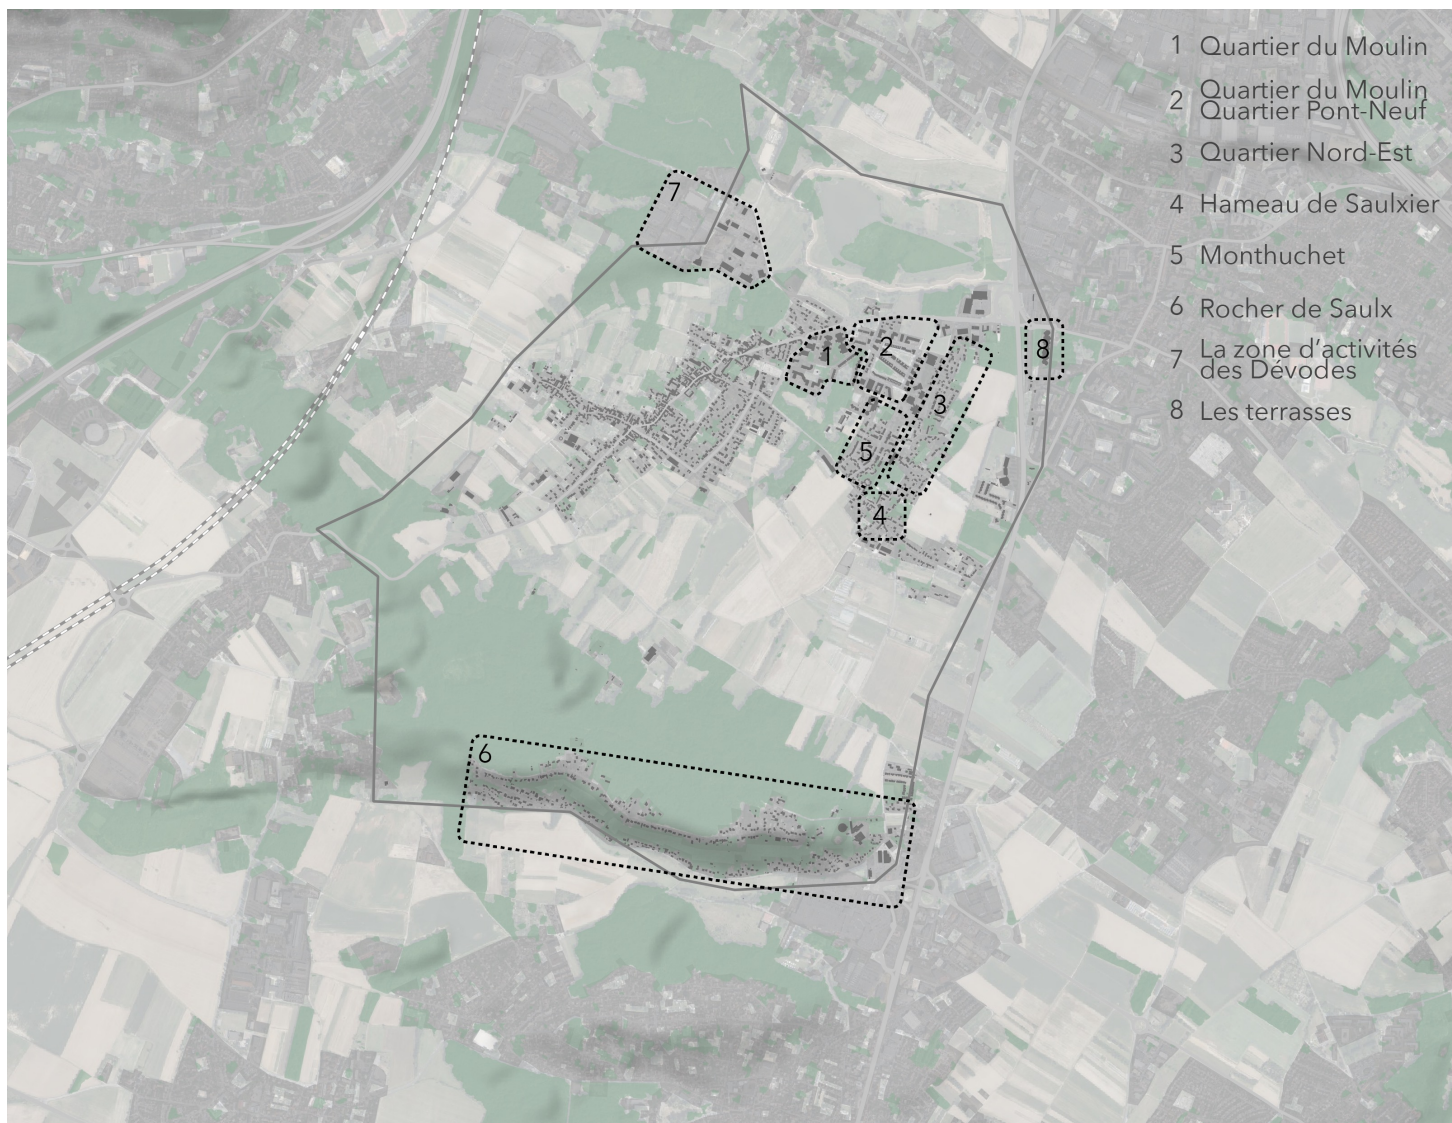 1 Quartier du Moulin
2 Quartier du Moulin
Quartier Pont-Neuf
3 Quartier Nord-Est
4 Hameau de Saulxier
5 Monthuchet
6 Rocher de Saulx
7 La zone d'activités
des Dévodes
8 Les terrasses
7
1
2
8
3
5
4
6